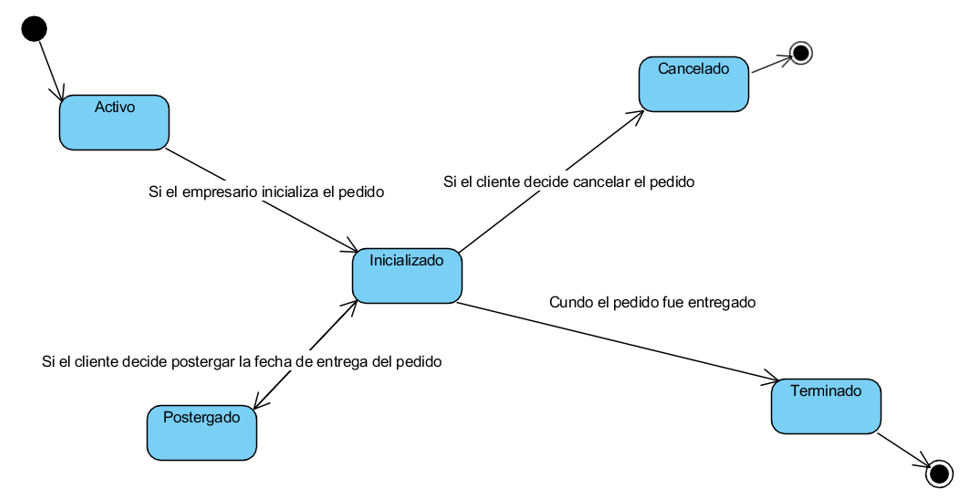 Cancelado
Activo
Si el cliente decide cancelar el pedido
Si el empresario inicializa el pedido
Inicializado
Cundo el pedido fue entregado
Si el cliente decide postergar la fecha de entrega del pedido
Terminado
Postergado